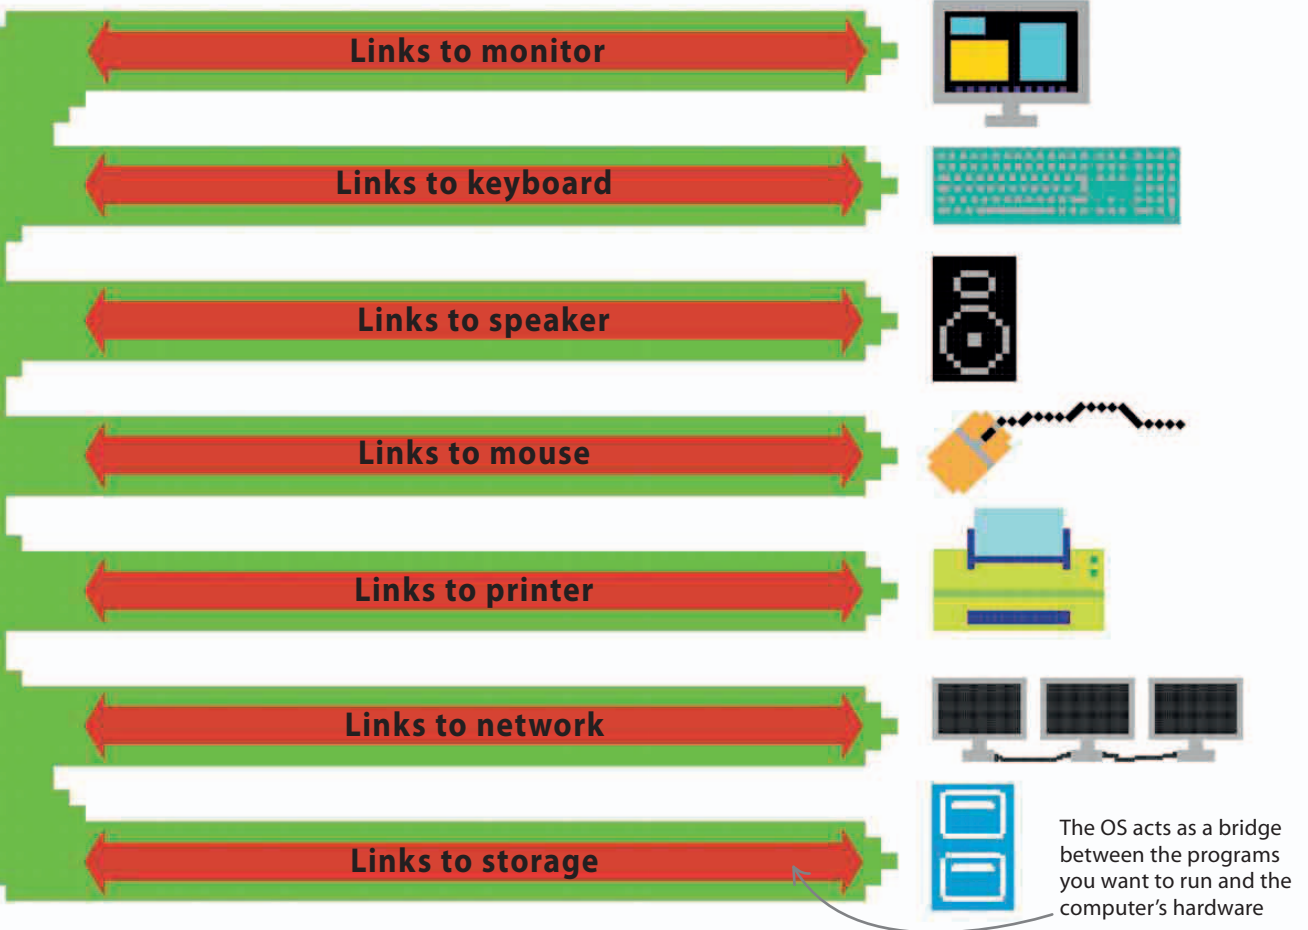 Links to monitor
Links to keyboard
Links to speaker
Links to mouse
Links to printer
Links to network
Links to storage
The OS acts as a bridge
between the programs
you want to run and the
computer’s hardware